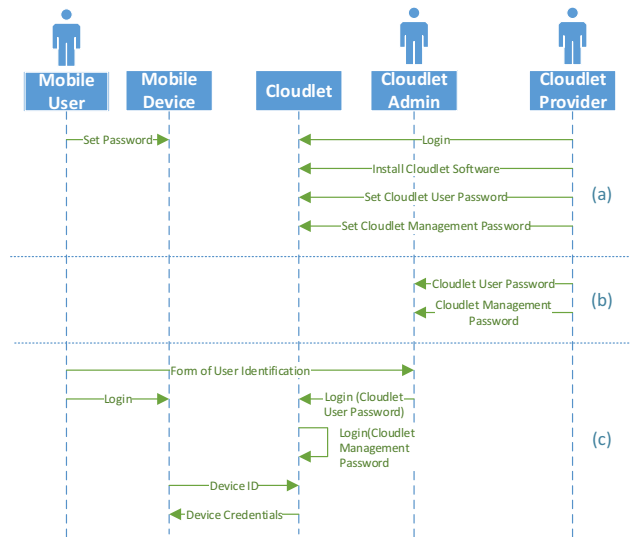 Mobile
User
Mobile
Device
Cloudlet
Cloudlet
Admin
Cloudlet
Provider
Set Password
Login
Install Cloudlet Software
Set Cloudlet User Password
(a)
Set Cloudlet Management Password
Cloudlet User Password
(b)
Cloudlet Management
Password
Form of User Identification
Login
Login (Cloudlet
User Password)
Login(Cloudlet
Management
Password
(c)
Device ID
Device Credentials